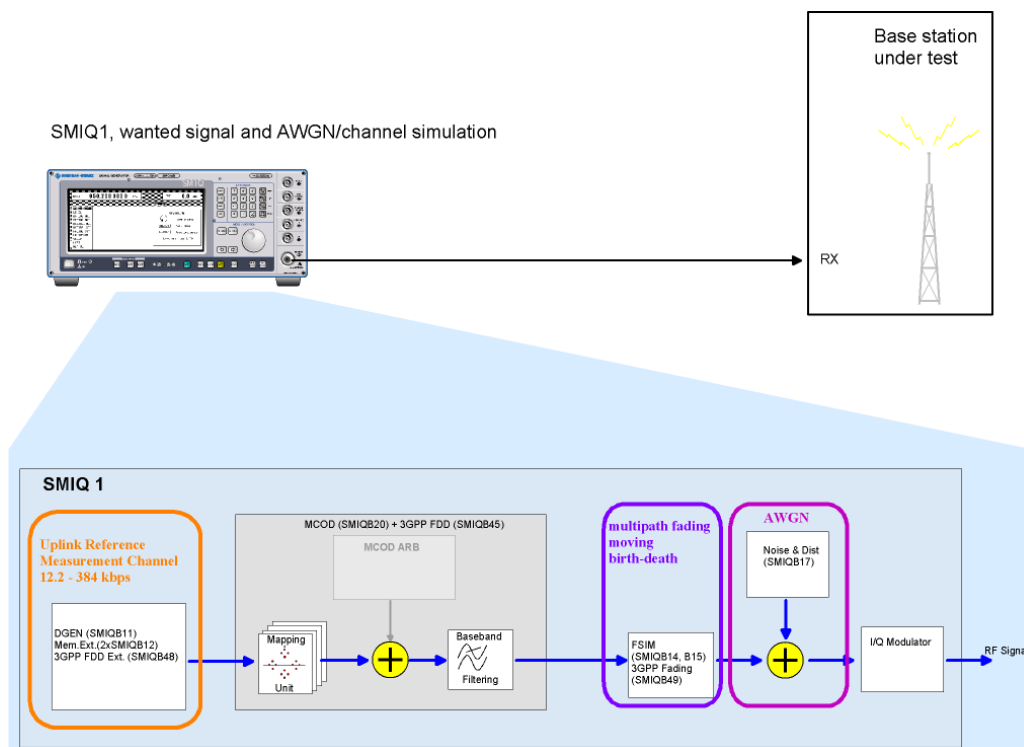 Base station
under test
SMIQ1, wanted signal and AWGN/channel simulation
RX
SMIQ 1
Uplink Reference
Measurement Channel
12.2 - 384 kbps
DGEN (SMIQB11)
Mem.Ext.(2xSMIQB12)
3GPP FDD Ext. (SMIQB48)
MCOD (SMIQB20) + 3GPP FDD (SMIQB45)
MCOD ARB
Mapping
Unit
Baseband
Filtering
multipath fading
moving
birth-death
FSIM
(SMIQB14, B15)
3GPP Fading
(SMIQB49)
AWGN
Noise & Dist
(SMIQB17)
I/Q Modulator
RF Signa